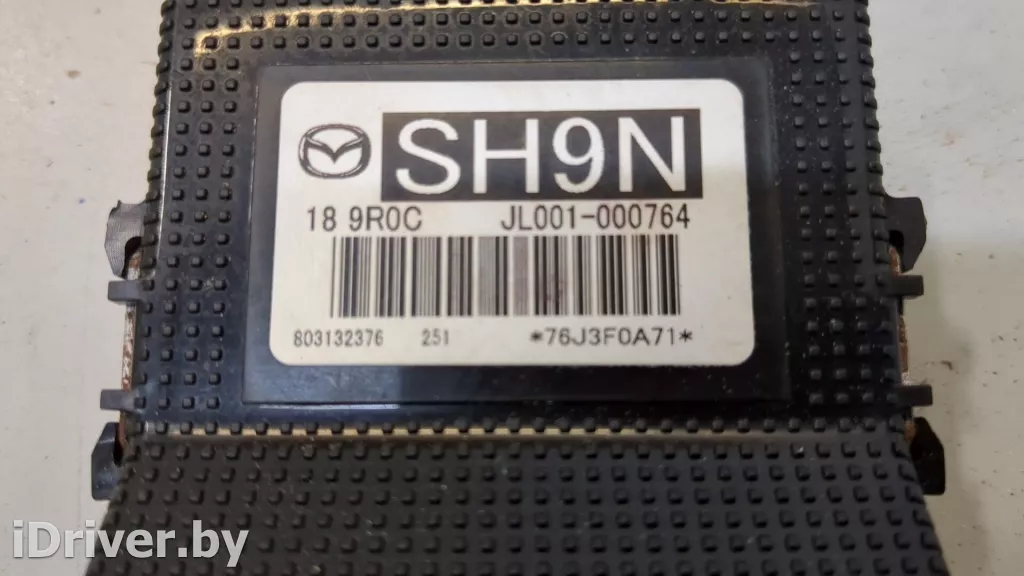 SH9N
18 9R0C JL001-000764
803132376 251 *76J3F0A71*
iDriver.by